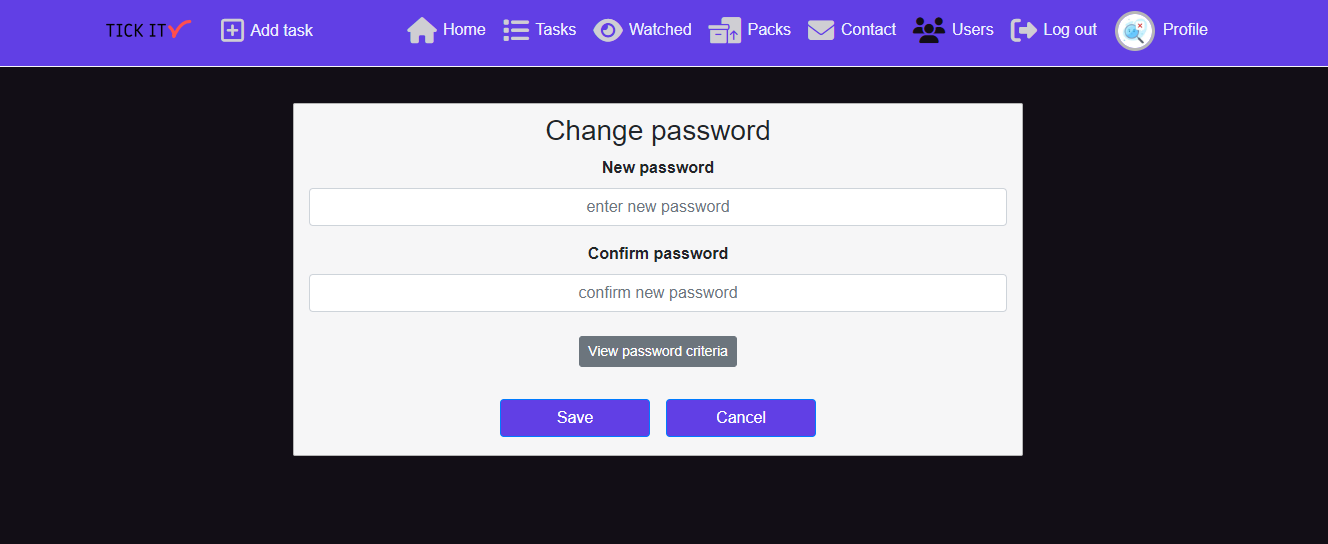 TICK IT Add task Home Tasks Watched Packs Contact Users Log out Profile
Change password
New password
enter new password
Confirm password
confirm new password
View password criteria
Save Cancel